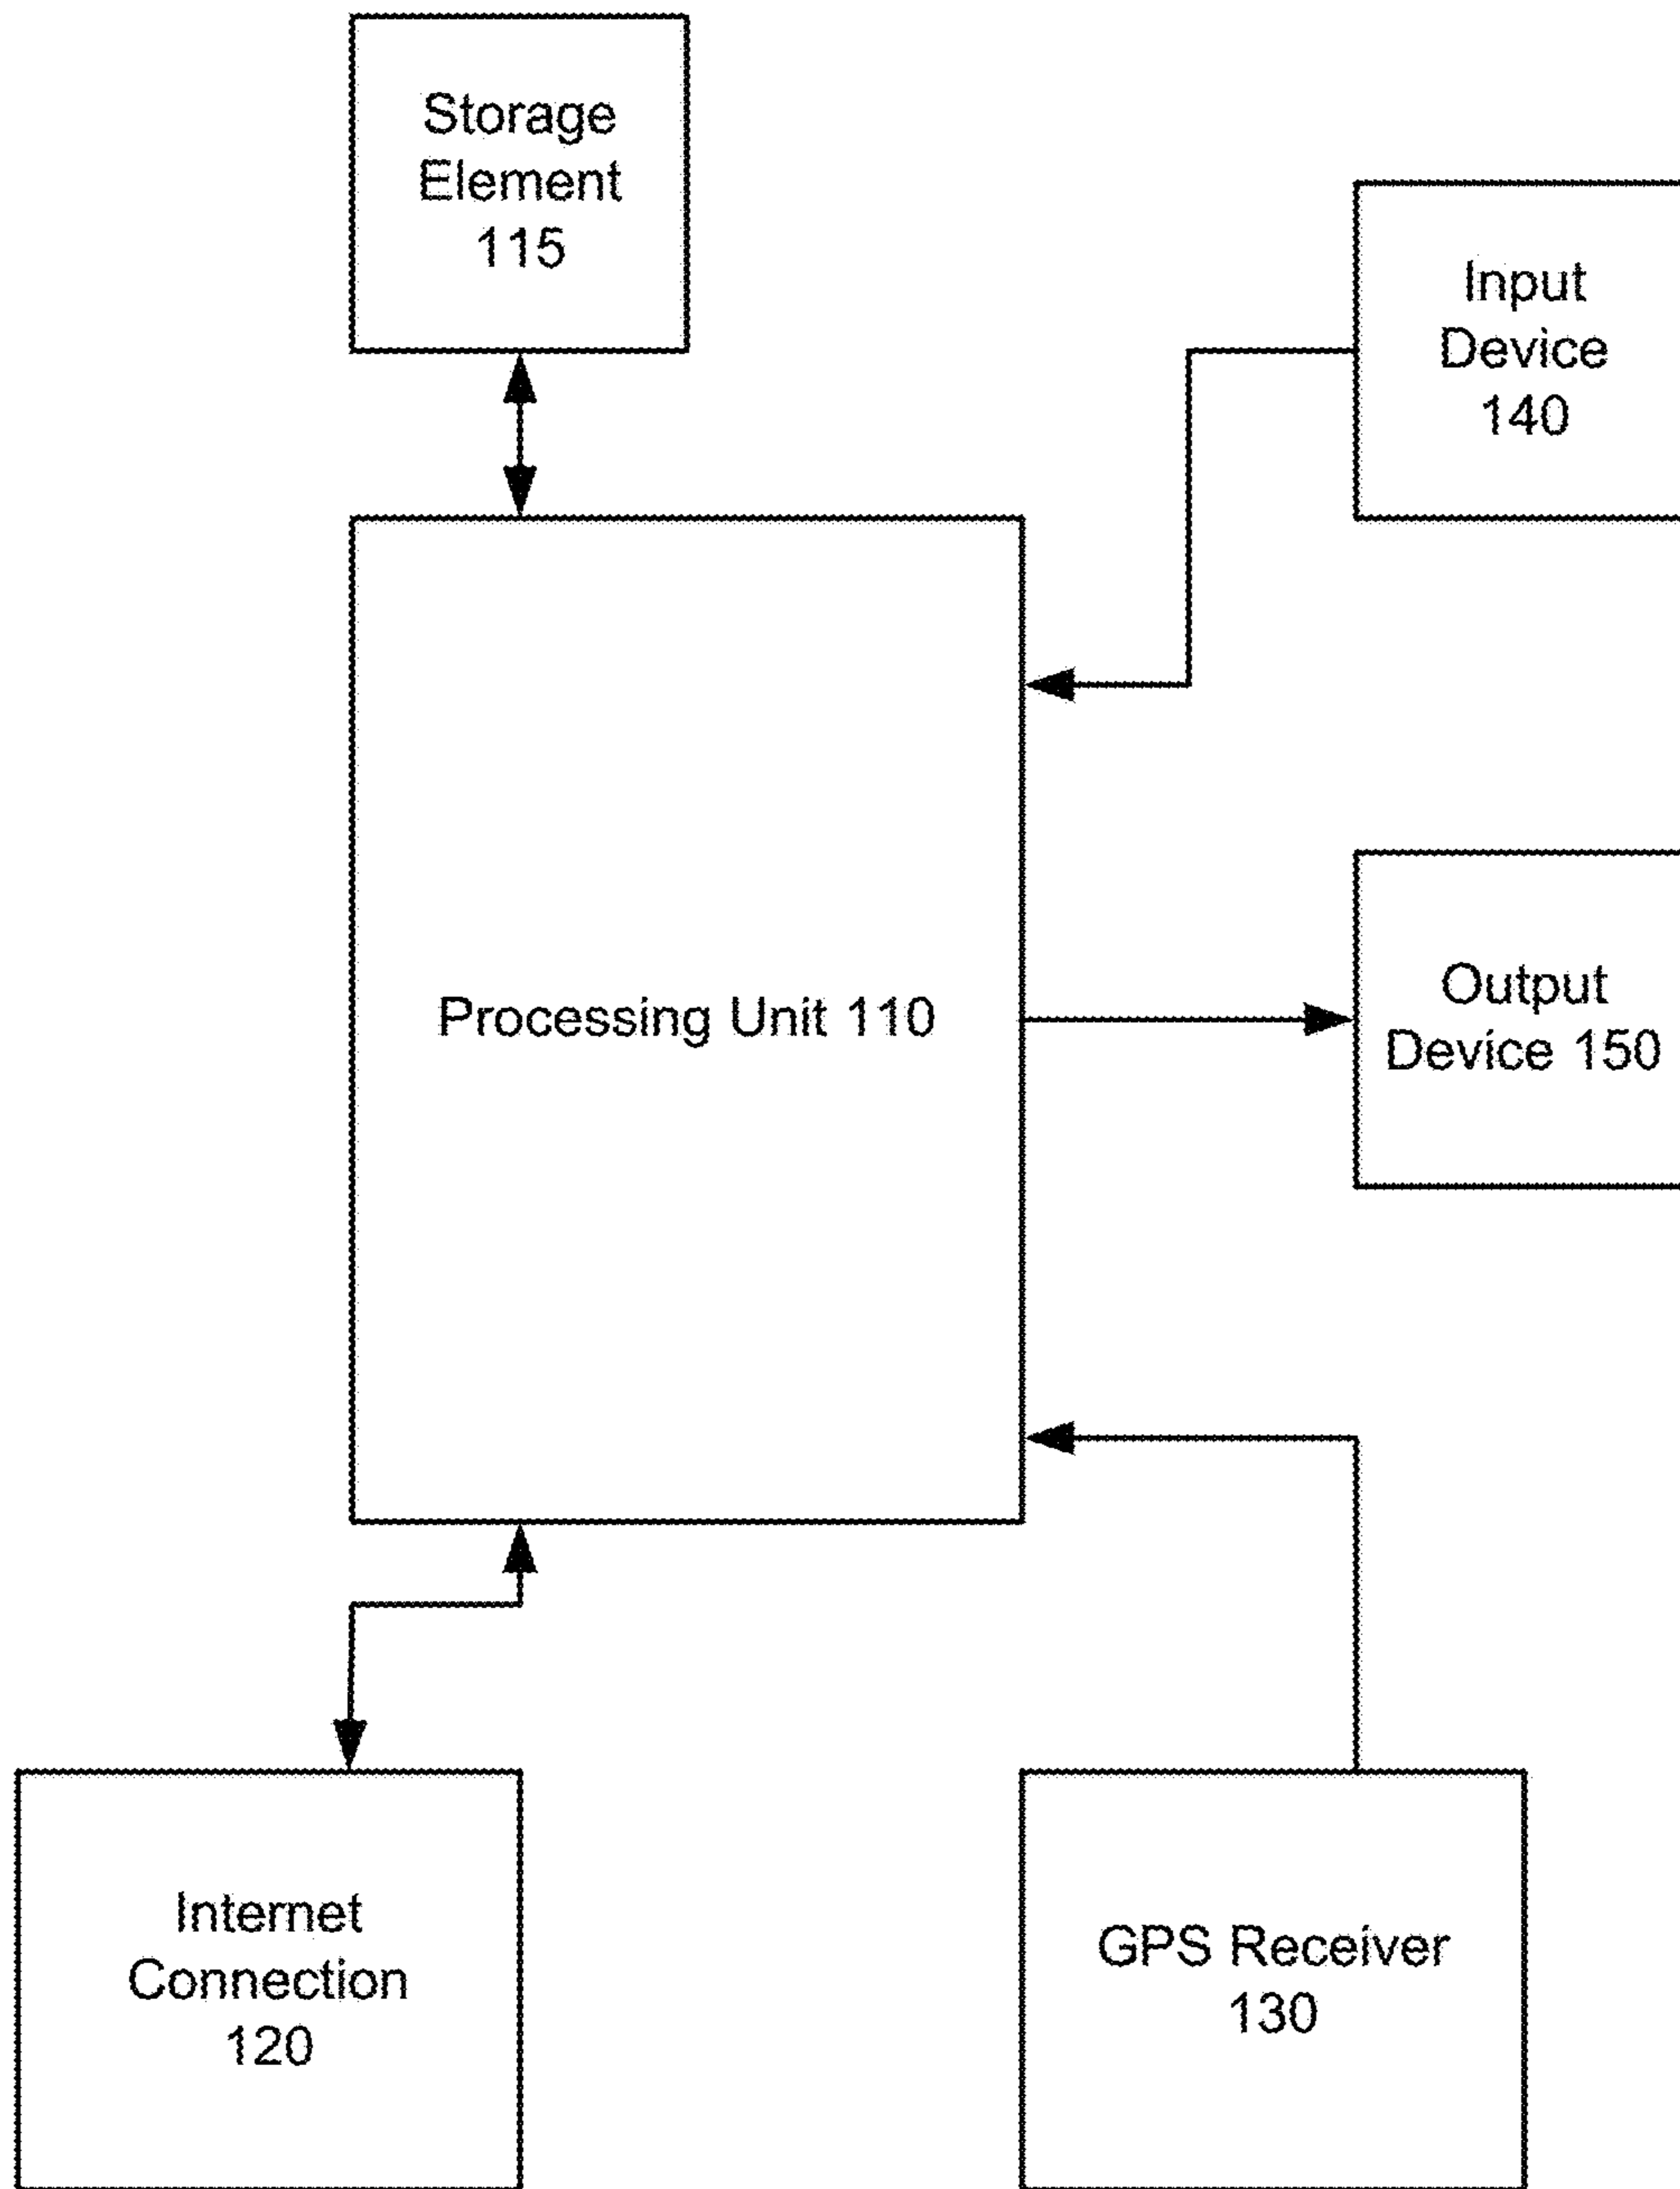 Storage
Element
115
Input
Device
140
Processing Unit 110
Output
Device 150
Internet
Connection
120
GPS Receiver
130